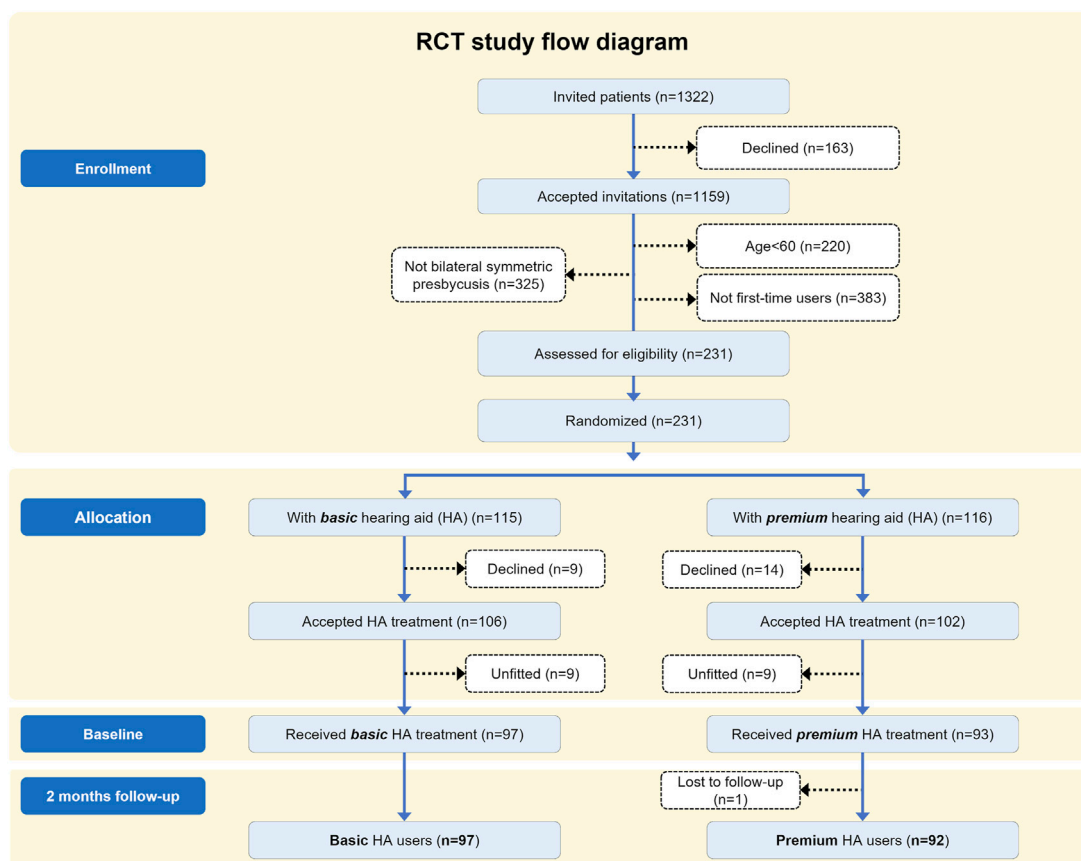 RCT study flow diagram
Invited patients (n=1322)
Declined (n=163)
Enrollment
Accepted invitations (n=1159)
Age<60 (n=220)
Not bilateral symmetric
presbycusis (n=325)
Not first-time users (n=383)
Assessed for eligibility (n=231)
Randomized (n=231)
Allocation
With basic hearing aid (HA) (n=115)
With premium hearing aid (HA) (n=116)
Declined (n=9)
Declined (n=14)
Accepted HA treatment (n=106)
Accepted HA treatment (n=102)
Unfitted (n=9)
Unfitted (n=9)
Baseline
Received basic HA treatment (n=97)
Received premium HA treatment (n=93)
2 months follow-up
Lost to follow-up
(n=1)
Basic HA users (n=97)
Premium HA users (n=92)